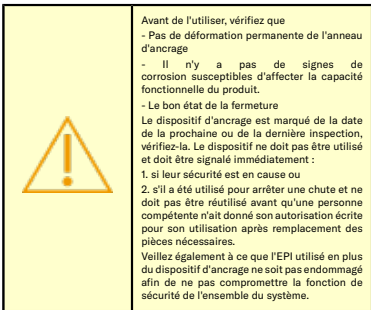 Avant de l'utiliser, vérifiez que
- Pas de déformation permanente de l'anneau
d'ancrage
- Il n'y a pas de signes de
corrosion susceptibles d'affecter la capacité
fonctionnelle du produit.
- Le bon état de la fermeture
Le dispositif d'ancrage est marqué de la date
de la prochaine ou de la dernière inspection,
vérifiez-la. Le dispositif ne doit pas être utilisé
et doit être signalé immédiatement :
1. si leur sécurité est en cause ou
2. s'il a été utilisé pour arrêter une chute et ne
doit pas être réutilisé avant qu'une personne
compétente n'ait donné son autorisation écrite
pour son utilisation après remplacement des
pièces nécessaires.
Veillez également à ce que l'EPI utilisé en plus
du dispositif d'ancrage ne soit pas endommagé
afin de ne pas compromettre la fonction de
sécurité de l'ensemble du système.